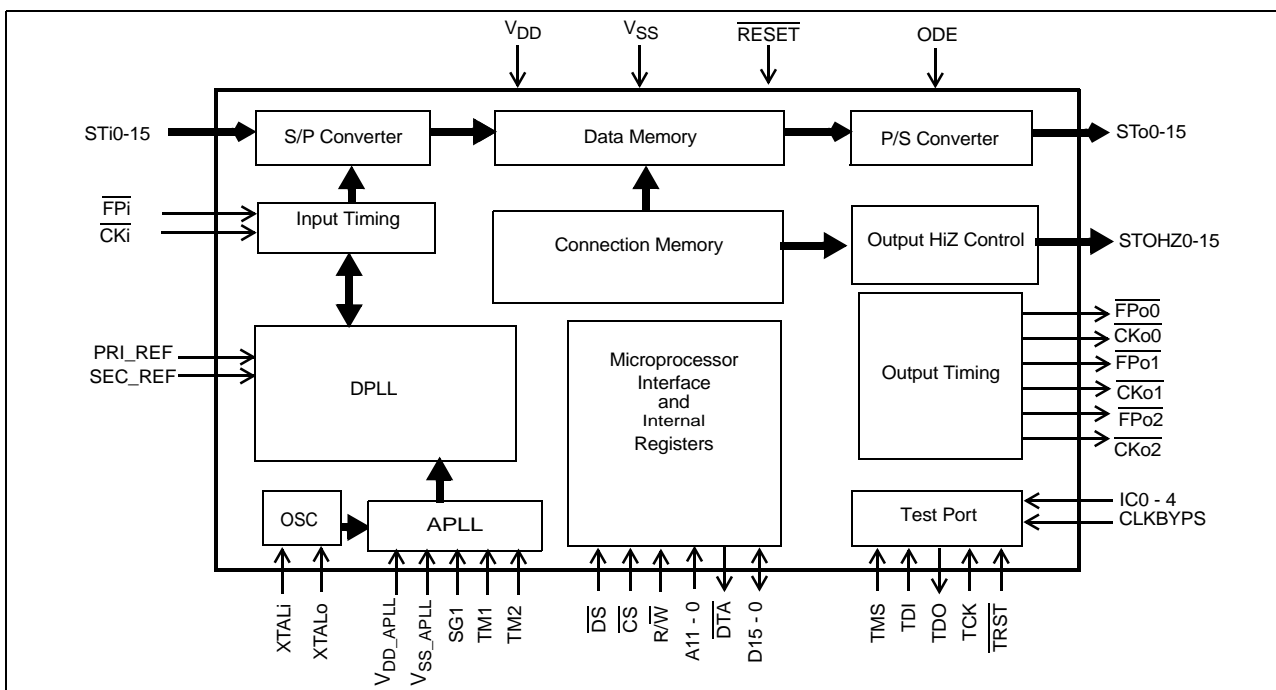 VDD
VSS
RESET
ODE
STi0-15
S/P Converter
Data Memory
P/S Converter
STo0-15
FPi
CKi
Input Timing
Connection Memory
Output HiZ Control
STOHZ0-15
PRI_REF
SEC_REF
DPLL
Microprocessor
Interface
and
Internal
Registers
Output Timing
FPo0
CKo0
FPo1
CKo1
FPo2
CKo2
OSC
APLL
Test Port
IC0 - 4
CLKBYPS
XTALi
XTALo
VDD_APLL
VSS_APLL
SG1
TM1
TM2
DS
CS
R/W
A11 - 0
DTA
D15 - 0
TMS
TDI
TDO
TCK
TRST